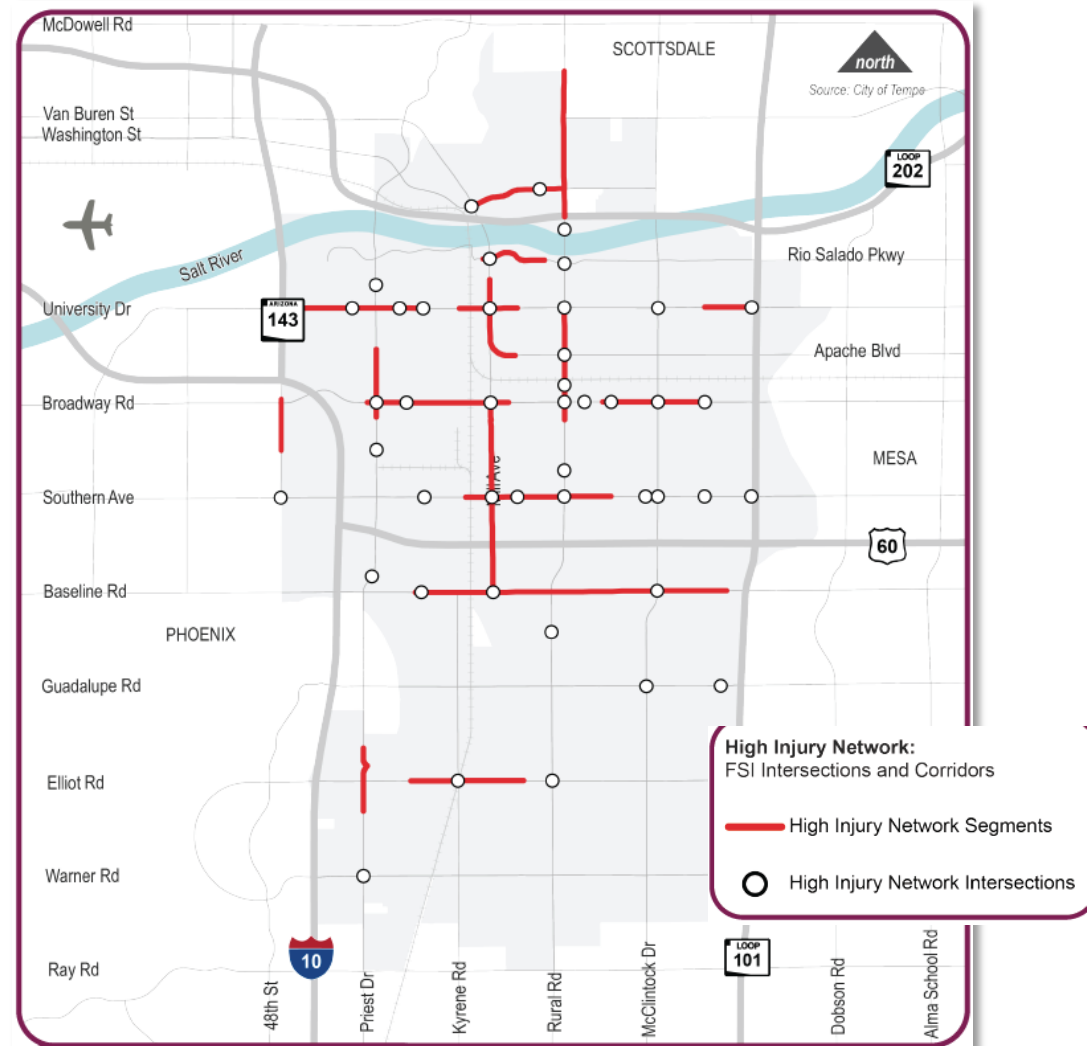 McDowell Rd
SCOTTSDALE
north
Source: City of Tempe
Van Buren St
Washington St
LOOP
202
Salt River
Rio Salado Pkwy
University Dr
ARIZONA
143
Apache Blvd
Broadway Rd
MESA
Southern Ave
60
Baseline Rd
PHOENIX
Guadalupe Rd
High Injury Network:
FSI Intersections and Corridors
High Injury Network Segments
High Injury Network Intersections
Elliot Rd
Warner Rd
Ray Rd
10
LOOP
101
48th St
Priest Dr
Kyrene Rd
Rural Rd
McClintock Dr
Dobson Rd
Alma School Rd